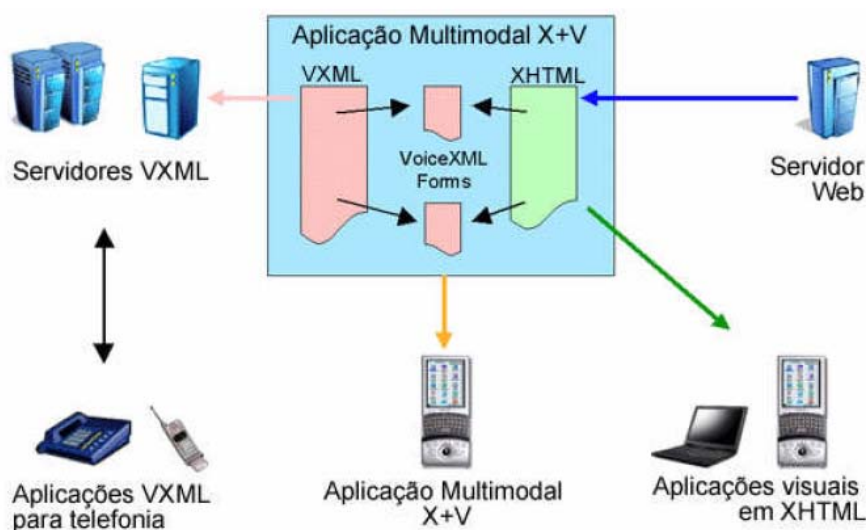 Aplicação Multimodal X+V
VXML
XHTML
VoiceXML
Forms
Servidores VXML
Servidor
Web
Aplicações VXML
para telefonia
Aplicação Multimodal
X+V
Aplicações visuais
em XHTML